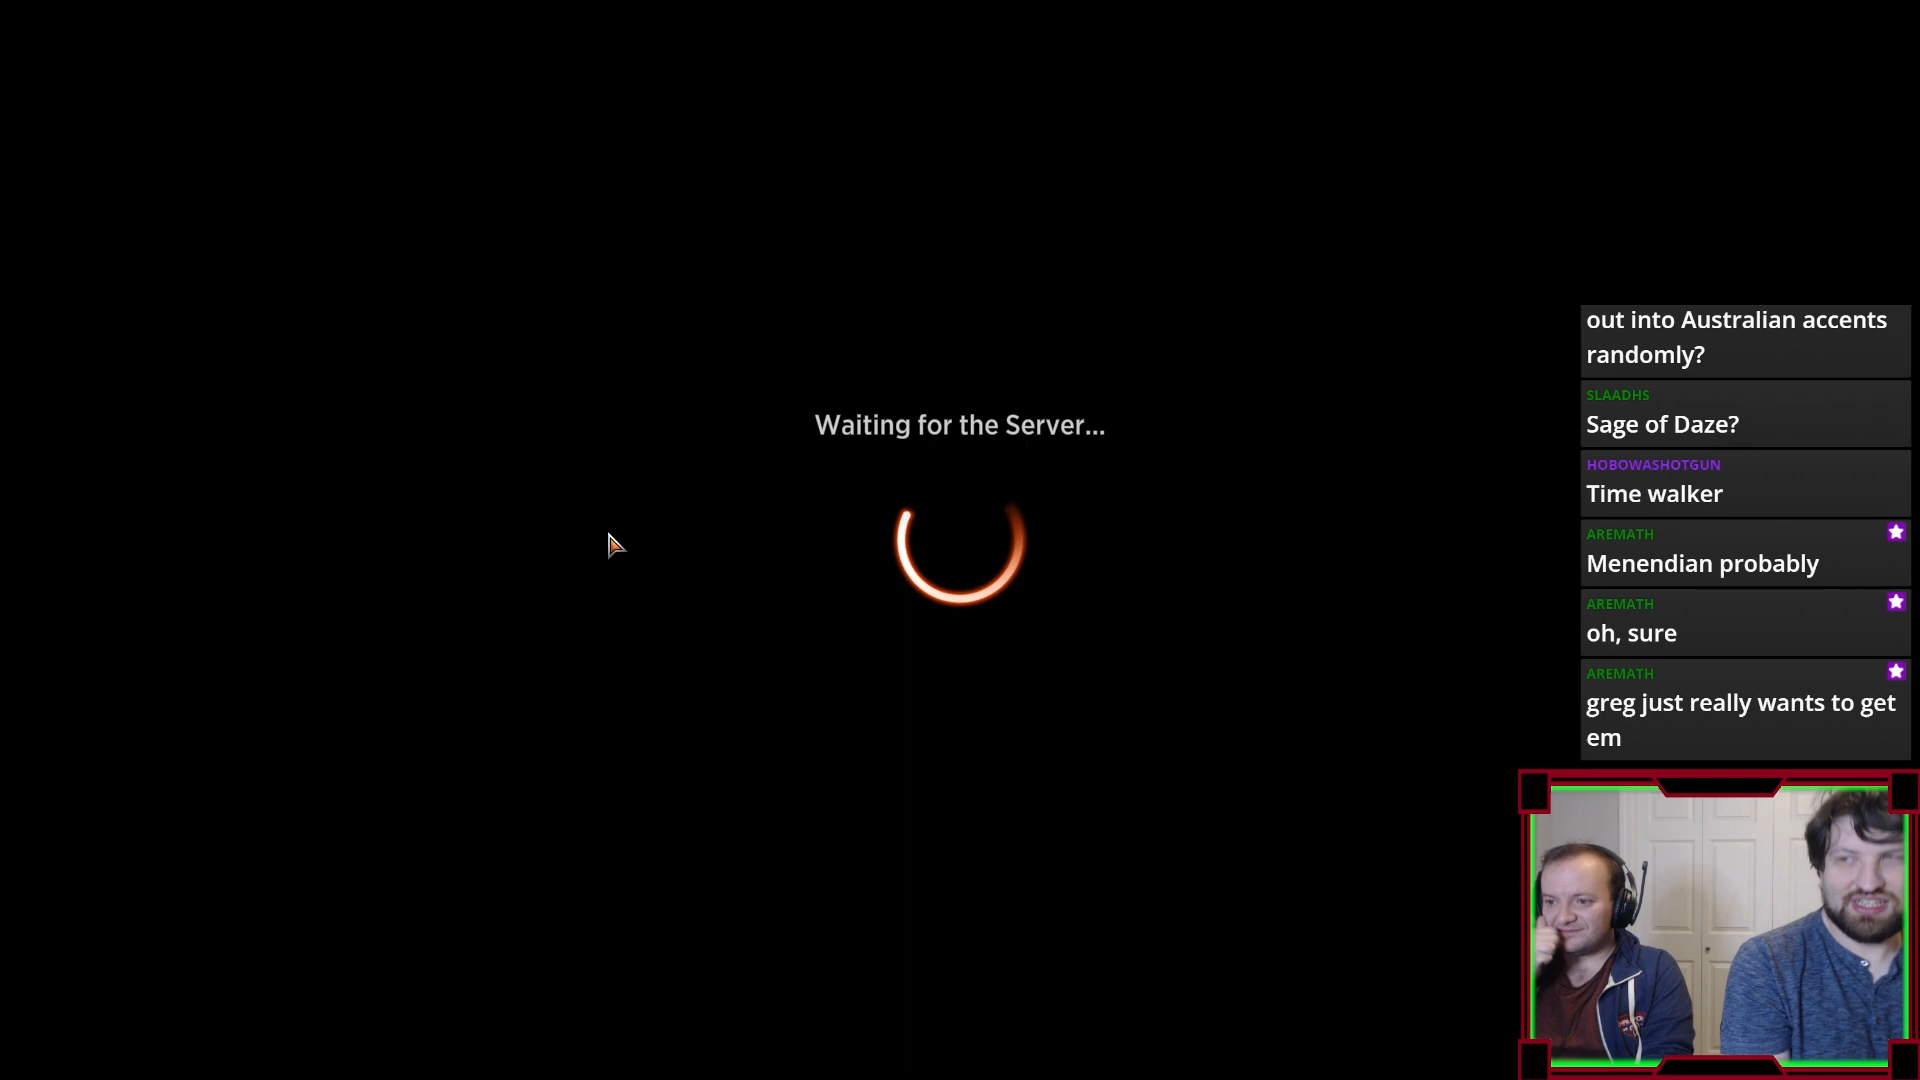 Waiting for the Server...
out into Australian accents
randomly?
SLAADHS
Sage of Daze?
HOBOWASHOTGUN
Time walker
AREMATH
Menendian probably
AREMATH
oh, sure
AREMATH
greg just really wants to get
em